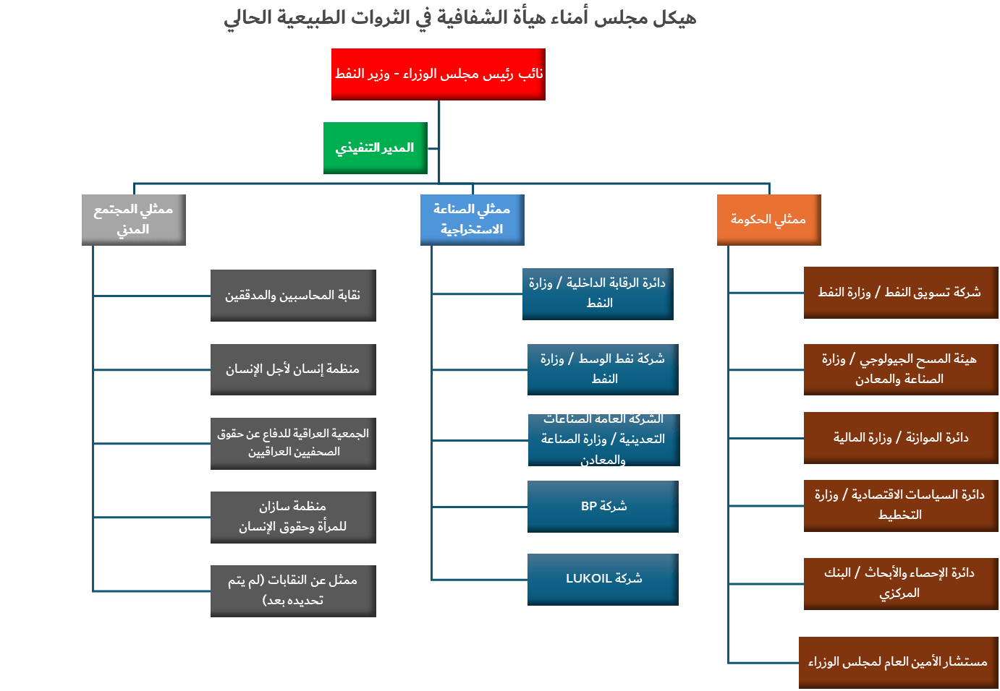 هيكل مجلس أمناء هيأة الشفافية في الثروات الطبيعية الحالي
نائب رئيس مجلس الوزراء - وزير النفط
المدير التنفيذي
ممثلي الحكومة
شركة تسويق النفط / وزارة النفط
هيئة المسح الجيولوجي / وزارة
الصناعة والمعادن
دائرة الموازنة / وزارة المالية
دائرة السياسات الاقتصادية / وزارة
التخطيط
دائرة الإحصاء والأبحاث / البنك
المركزي
مستشار الأمين العام لمجلس الوزراء
ممثلي الصناعة
الاستخراجية
دائرة الرقابة الداخلية / وزارة
النفط
شركة نفط الوسط / وزارة
النفط
الشركة العامة الصناعات
التعدينية / وزارة الصناعة
والمعادن
شركة BP
شركة LUKOIL
ممثلي المجتمع
المدني
نقابة المحاسبين والمدققين
منظمة إنسان لأجل الإنسان
الجمعية العراقية للدفاع عن حقوق
الصحفيين العراقيين
منظمة سازان
للمرأة وحقوق الإنسان
ممثل عن النقابات (لم يتم
تحديده بعد)